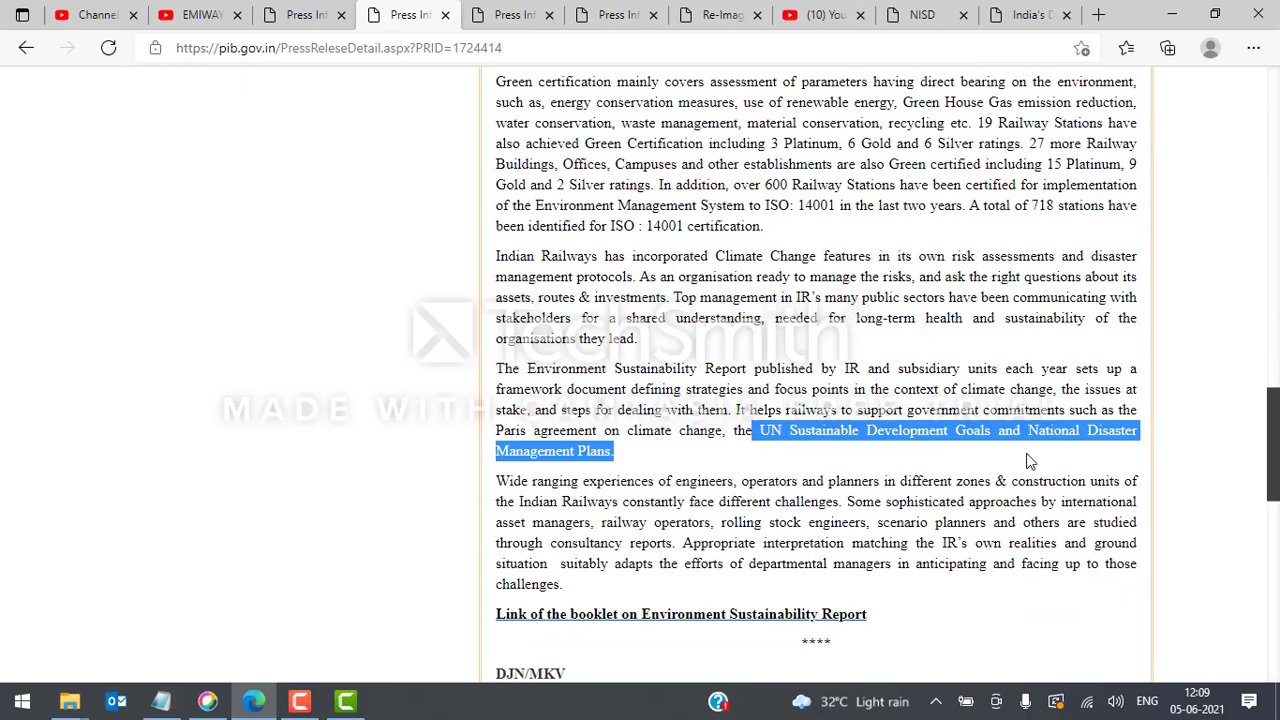 Channel
EMIWAY
Press Inf
Press Inf
Press Inf
Press Inf
Re-Imag
(10) You
NISD
India's D
https://pib.gov.in/PressReleseDetail.aspx?PRID=1724414
Green certification mainly covers assessment of parameters having direct bearing on the environment,
such as, energy conservation measures, use of renewable energy, Green House Gas emission reduction,
water conservation, waste management, material conservation, recycling etc. 19 Railway Stations have
also achieved Green Certification including 3 Platinum, 6 Gold and 6 Silver ratings. 27 more Railway
Buildings, Offices, Campuses and other establishments are also Green certified including 15 Platinum, 9
Gold and 2 Silver ratings. In addition, over 600 Railway Stations have been certified for implementation
of the Environment Management System to ISO: 14001 in the last two years. A total of 718 stations have
been identified for ISO : 14001 certification.
Indian Railways has incorporated Climate Change features in its own risk assessments and disaster
management protocols. As an organisation ready to manage the risks, and ask the right questions about its
assets, routes & investments. Top management in IR's many public sectors have been communicating with
stakeholders for a shared understanding, needed for long-term health and sustainability of the
organisations they lead.
TechSmith
The Environment Sustainability Report published by IR and subsidiary units each year sets up a
framework document defining strategies and focus points in the context of climate change, the issues at
stake, and steps for dealing with them. It helps railways to support government commitments such as the
Paris agreement on climate change, the UN Sustainable Development Goals and National Disaster
Management Plans.
Wide ranging experiences of engineers, operators and planners in different zones & construction units of
the Indian Railways constantly face different challenges. Some sophisticated approaches by international
asset managers, railway operators, rolling stock engineers, scenario planners and others are studied
through consultancy reports. Appropriate interpretation matching the IR's own realities and ground
situation suitably adapts the efforts of departmental managers in anticipating and facing up to those
challenges.
Link of the booklet on Environment Sustainability Report
****
DJN/MKV
32°C Light rain
ENG
12:09
05-06-2021